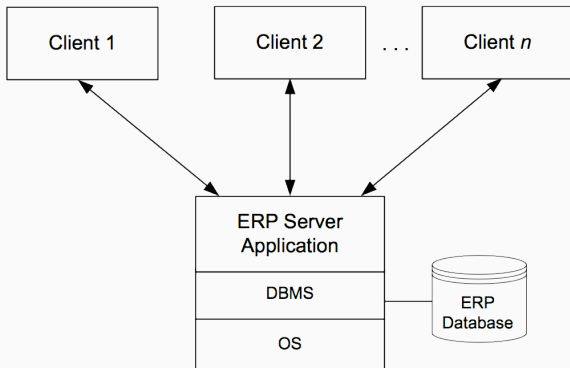 Client 1
Client 2
. . .
Client n
ERP Server
Application
DBMS
OS
ERP
Database